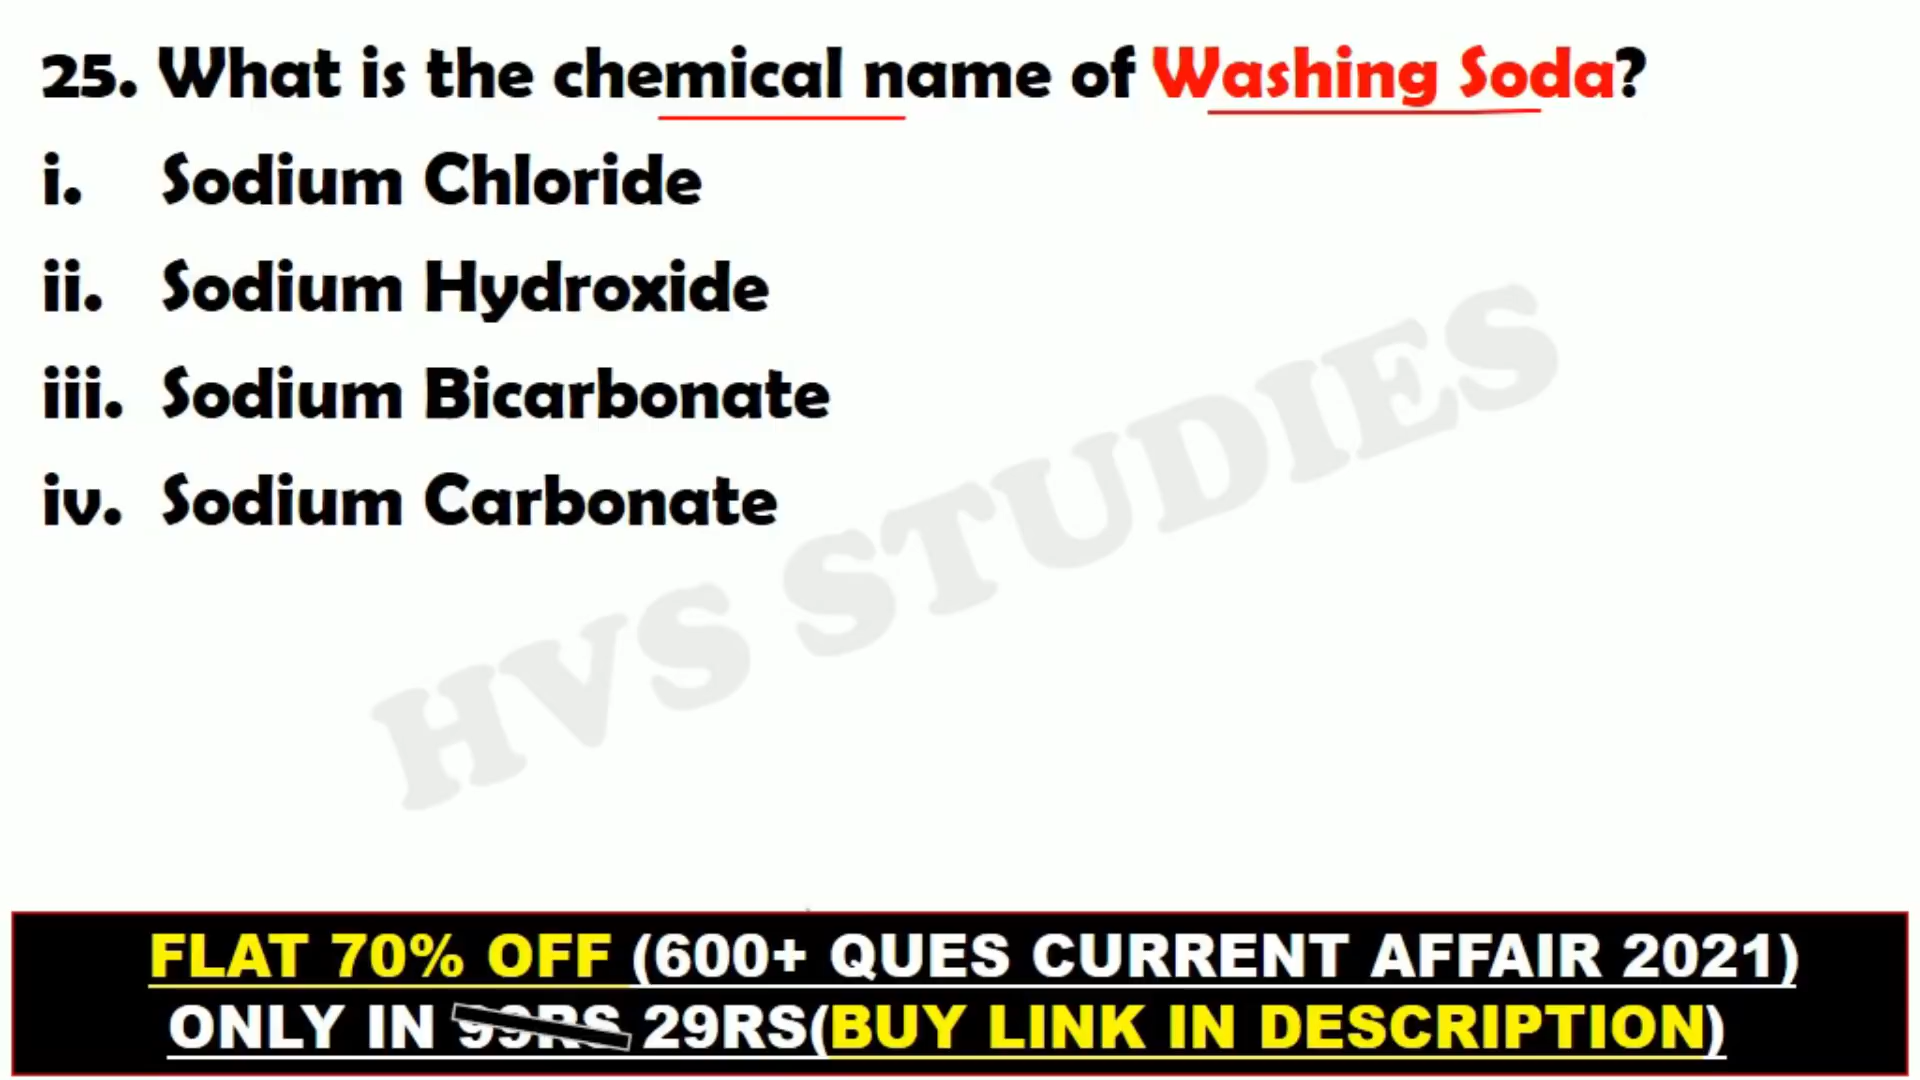 25. What is the chemical name of Washing Soda?
i. Sodium Chloride
ii. Sodium Hydroxide
iii. Sodium Bicarbonate
iv. Sodium Carbonate
HVS STUDIES
FLAT 70% OFF (600+ QUES CURRENT AFFAIR 2021)
ONLY IN 99RS 29RS(BUY LINK IN DESCRIPTION)